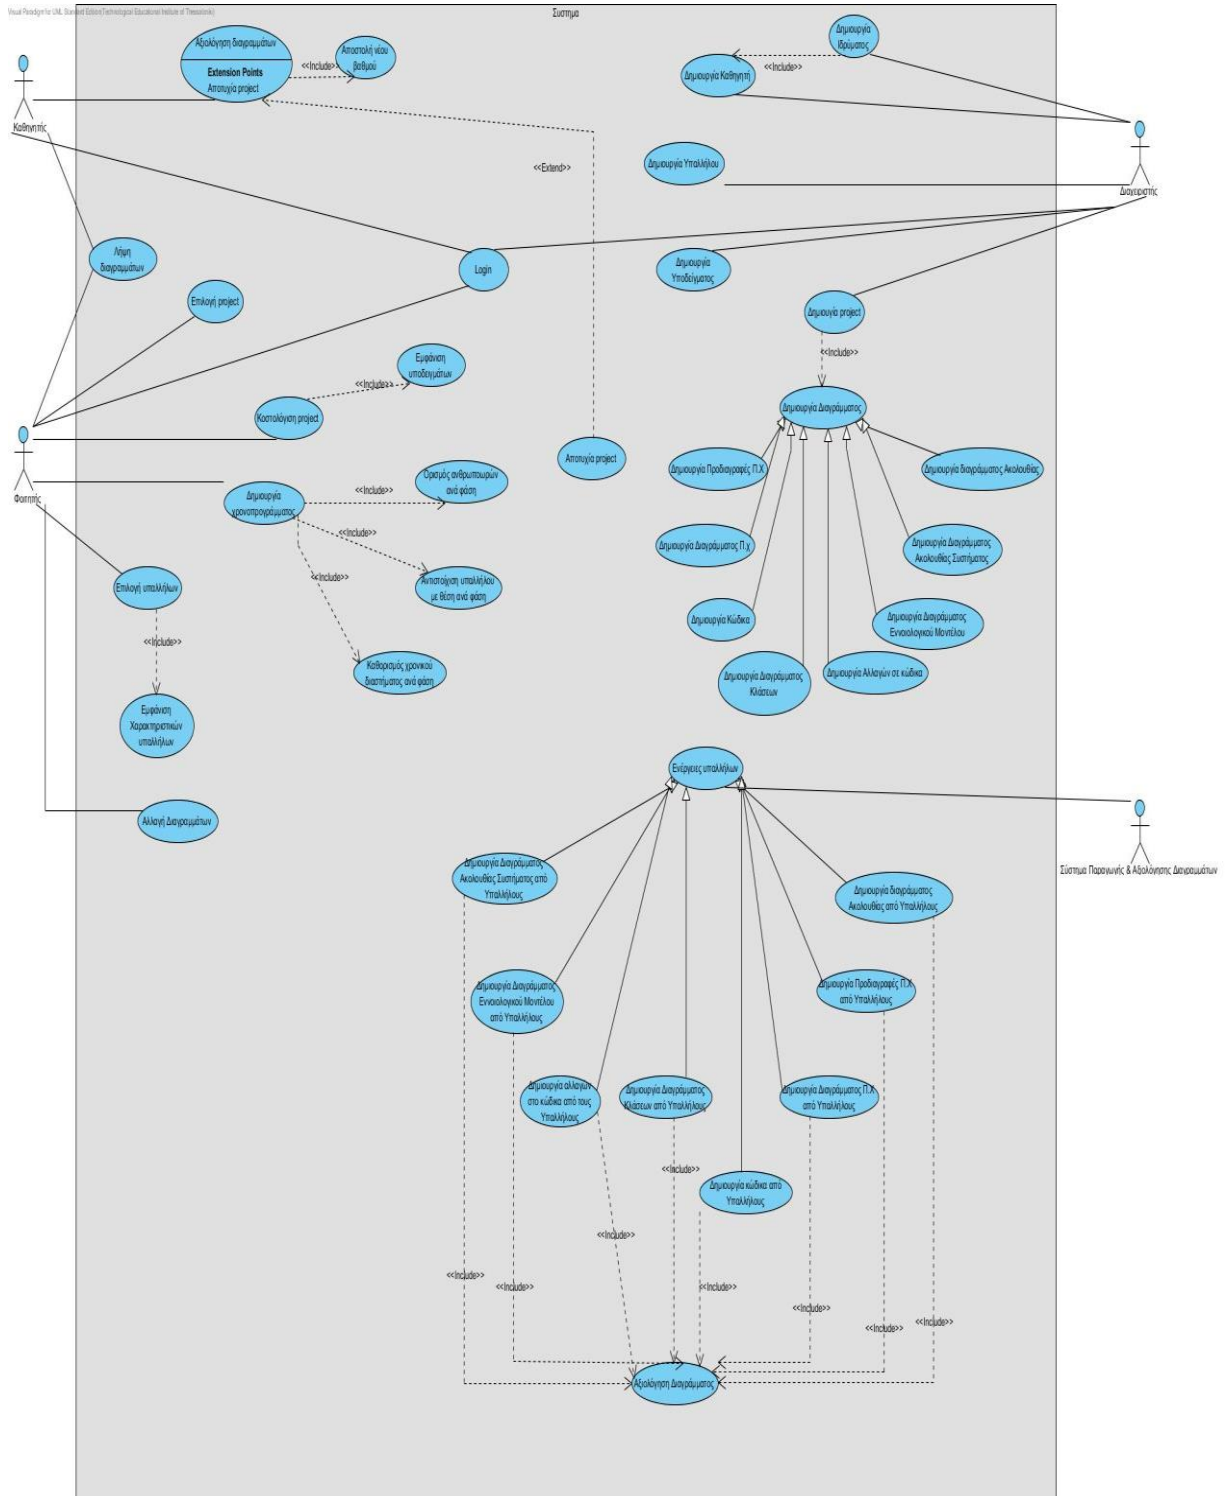 Visual Paradigm for UML Standard Edition(Technological Educational Institute of Thessaloniki)
Σύστημα
Αξιολόγηση διαγραμμάτων
Extension Points
Αποτυχία project
<<Include>>
Αποστολή νέου
βαθμού
Δημιουργία
Ιδρύματος
<<Include>>
Δημιουργία Καθηγητή
Καθηγητής
<<Extend>>
Δημιουργία Υπαλλήλου
Διαχειριστής
Λήψη
διαγραμμάτων
Login
Δημιουργία
Υποδείγματος
Επιλογή project
Δημιουγία project
<<Include>>
Εμφάνιση
υποδειγμάτων
<<Include>>
Κοστολόγιση project
Δημιουργία Διαγράμματος
Αποτυχία project
Δημιουργία Προδιαγραφές Π.Χ
Δημιουργία διαγράμματος Ακολουθίας
Φοιτητής
Δημιουργία
χρονοπρογράμματος
<<Include>>
Ορισμός ανθρωποωρών
ανά φάση
<<Include>>
Δημιουργία Διαγράμματος Π.χ
Δημιουργία Διαγράμματος
Ακολουθίας Συστήματος
Επιλογή υπαλλήλων
<<Include>>
Αντιστοίχιση υπαλλήλου
με θέση ανά φάση
<<Include>>
Δημιουργία Κώδικα
Δημιουργία Διαγράμματος
Εννοιολογικού Μοντέλου
Καθορισμός χρονικού
διαστήματος ανά φάση
Δημιουργία Διαγράμματος
Κλάσεων
Δημιουργία Αλλαγών σε κώδικα
Εμφάνιση
Χαρακτηριστικών
υπαλλήλων
Ενέργειες υπαλλήλων
Αλλαγή Διαγραμμάτων
Σύστημα Παραγωγής & Αξιολόγησης Διαγραμμάτων
Δημιουργία Διαγράμματος
Ακολουθίας Συστήματος από
Υπαλλήλους
Δημιουργία διαγράμματος
Ακολουθίας από Υπαλλήλους
Δημιουργία Διαγράμματος
Εννοιολογικού Μοντέλου
από Υπαλλήλους
Δημιουργία Προδιαγραφές Π.Χ
από Υπαλλήλους
Δημιουργία αλλαγών
στο κώδικα από τους
Υπαλλήλους
Δημιουργία Διαγράμματος
Κλάσεων από Υπαλλήλους
Δημιουργία Διαγράμματος Π.Χ
από Υπαλλήλους
<<Include>>
Δημιουργία κώδικα από
Υπαλλήλους
<<Include>>
<<Include>>
<<Include>>
<<Include>>
<<Include>>
<<Include>>
<<Include>>
Αξιολόγηση Διαγράμματος